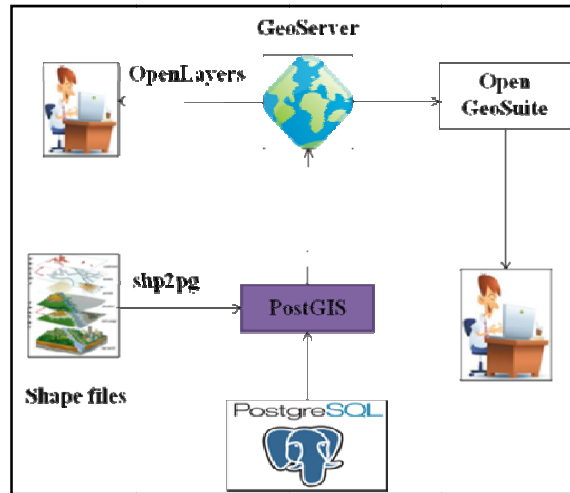 GeoServer
OpenLayers
Open
GeoSuite
shp2pg
PostGIS
Shape files
PostgreSQL